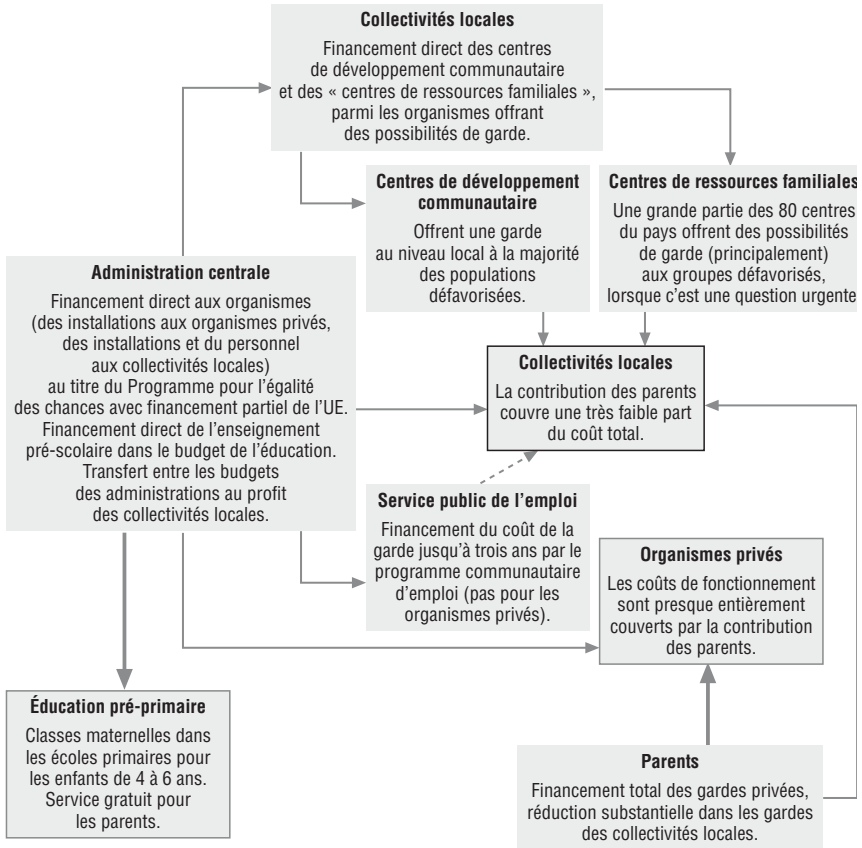 Collectivités locales
Financement direct des centres
de développement communautaire
et des « centres de ressources familiales »,
parmi les organismes offrant
des possibilités de garde.
Centres de développement
communautaire
Offrent une garde
au niveau local à la majorité
des populations
défavorisées.
Centres de ressources familiales
Une grande partie des 80 centres
du pays offrent des possibilités
de garde (principalement)
aux groupes défavorisés,
lorsque c'est une question urgente
Administration centrale
Financement direct aux organismes
(des installations aux organismes privés,
des installations et du personnel
aux collectivités locales)
au titre du Programme pour l'égalité
des chances avec financement partiel de l'UE.
Financement direct de l'enseignement
pré-scolaire dans le budget de l'éducation.
Transfert entre les budgets
des administrations au profit
des collectivités locales.
Collectivités locales
La contribution des parents
couvre une très faible part
du coût total.
Service public de l'emploi
Financement du coût de la
garde jusqu'à trois ans par le
programme communautaire
d'emploi (pas pour les
organismes privés).
Organismes privés
Les coûts de fonctionnement
sont presque entièrement
couverts par la contribution
des parents.
Éducation pré-primaire
Classes maternelles dans
les écoles primaires pour
les enfants de 4 à 6 ans.
Service gratuit pour
les parents.
Parents
Financement total des gardes privées,
réduction substantielle dans les gardes
des collectivités locales.